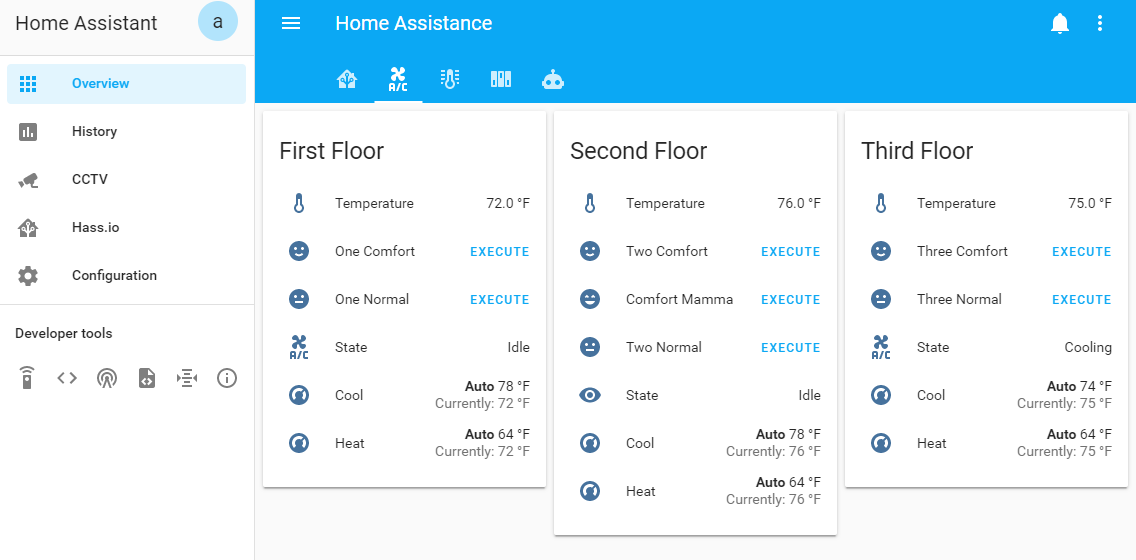 Home Assistant
a
Overview
History
CCTV
Hass.io
Configuration
Developer tools
Home Assistance
A/C
First Floor
Temperature 72.0 °F
One Comfort EXECUTE
One Normal EXECUTE
A/C State Idle
Cool Auto 78 °F
Currently: 72 °F
Heat Auto 64 °F
Currently: 72 °F
Second Floor
Temperature 76.0 °F
Two Comfort EXECUTE
Comfort Mamma EXECUTE
Two Normal EXECUTE
State Idle
Cool Auto 78 °F
Currently: 76 °F
Heat Auto 64 °F
Currently: 76 °F
Third Floor
Temperature 75.0 °F
Three Comfort EXECUTE
Three Normal EXECUTE
A/C State Cooling
Cool Auto 74 °F
Currently: 75 °F
Heat Auto 64 °F
Currently: 75 °F